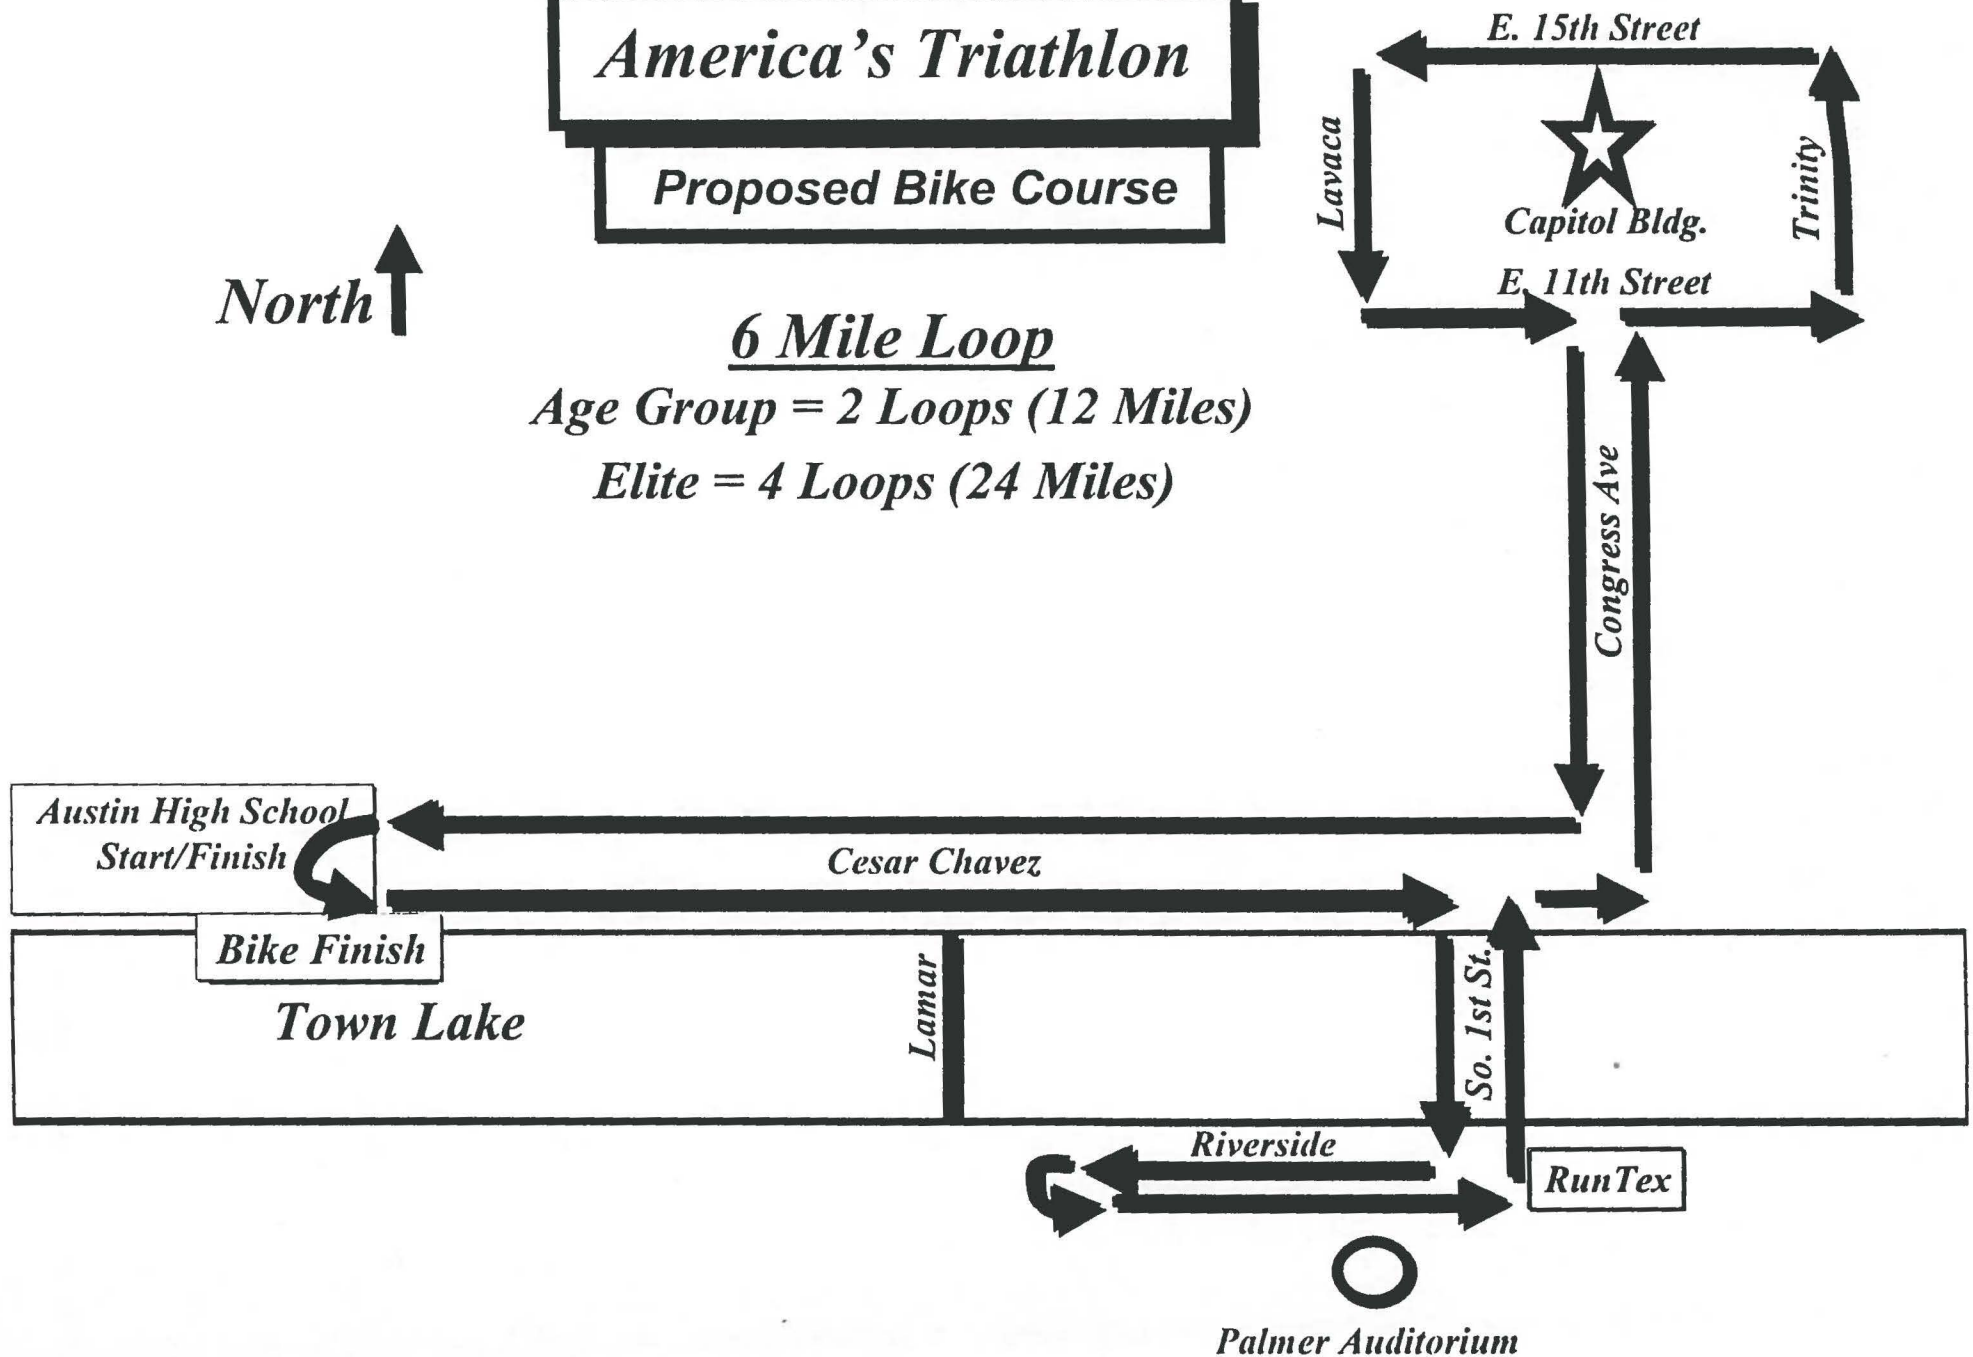 America's Triathlon
Proposed Bike Course
North
6 Mile Loop
Age Group = 2 Loops (12 Miles)
Elite = 4 Loops (24 Miles)
E. 15th Street
Lavaca
Trinity
Capitol Bldg.
E. 11th Street
Congress Ave
Austin High School
Start/Finish
Cesar Chavez
Bike Finish
Town Lake
Lamar
So. 1st St.
Riverside
RunTex
Palmer Auditorium